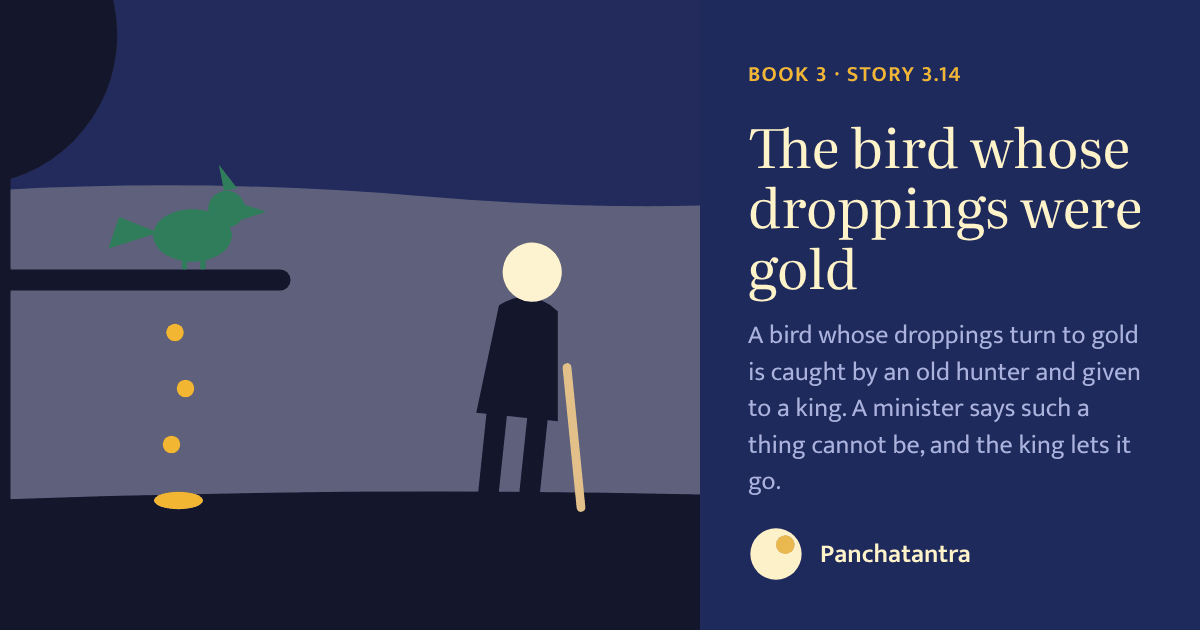 BOOK 3 · STORY 3.14
The bird whose
droppings were
gold
A bird whose droppings turn to gold
is caught by an old hunter and given
to a king. A minister says such a
thing cannot be, and the king lets it
go.
Panchatantra